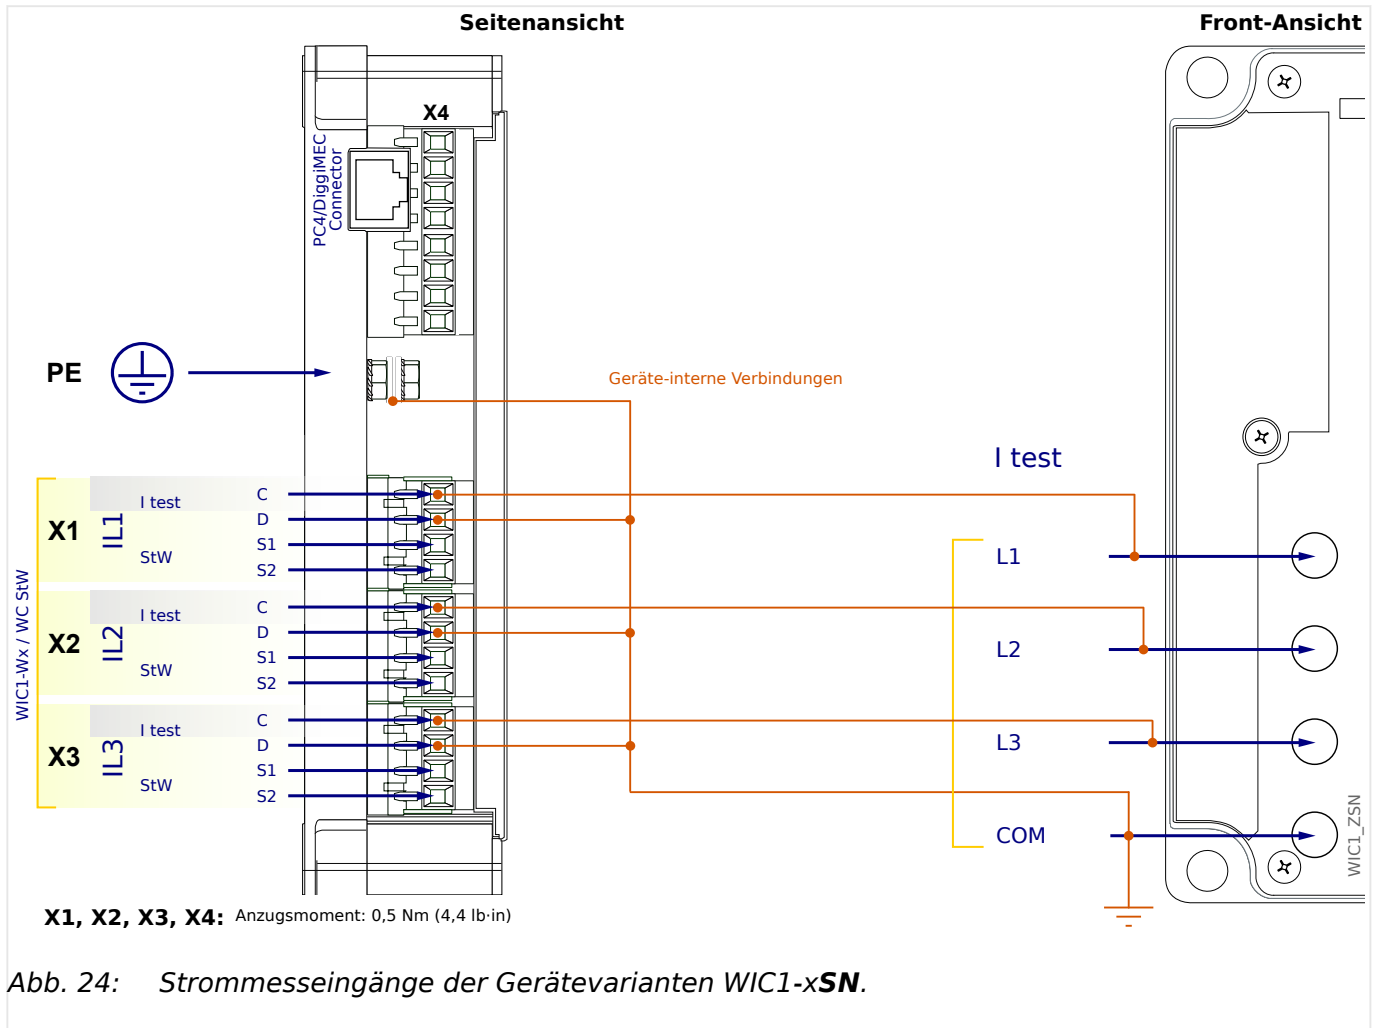 Seitenansicht
Front-Ansicht
X4
PC4/DiggiMEC
Connector
PE
Geräte-interne Verbindungen
I test
WIC1-Wx / WC StW
X1
IL1
I test
StW
C
D
S1
S2
X2
IL2
I test
StW
C
D
S1
S2
X3
IL3
I test
StW
C
D
S1
S2
L1
L2
L3
COM
WIC1_ZSN
X1, X2, X3, X4: Anzugsmoment: 0,5 Nm (4,4 lb·in)
Abb. 24: Strommesseingänge der Gerätevarianten WIC1-xSN.